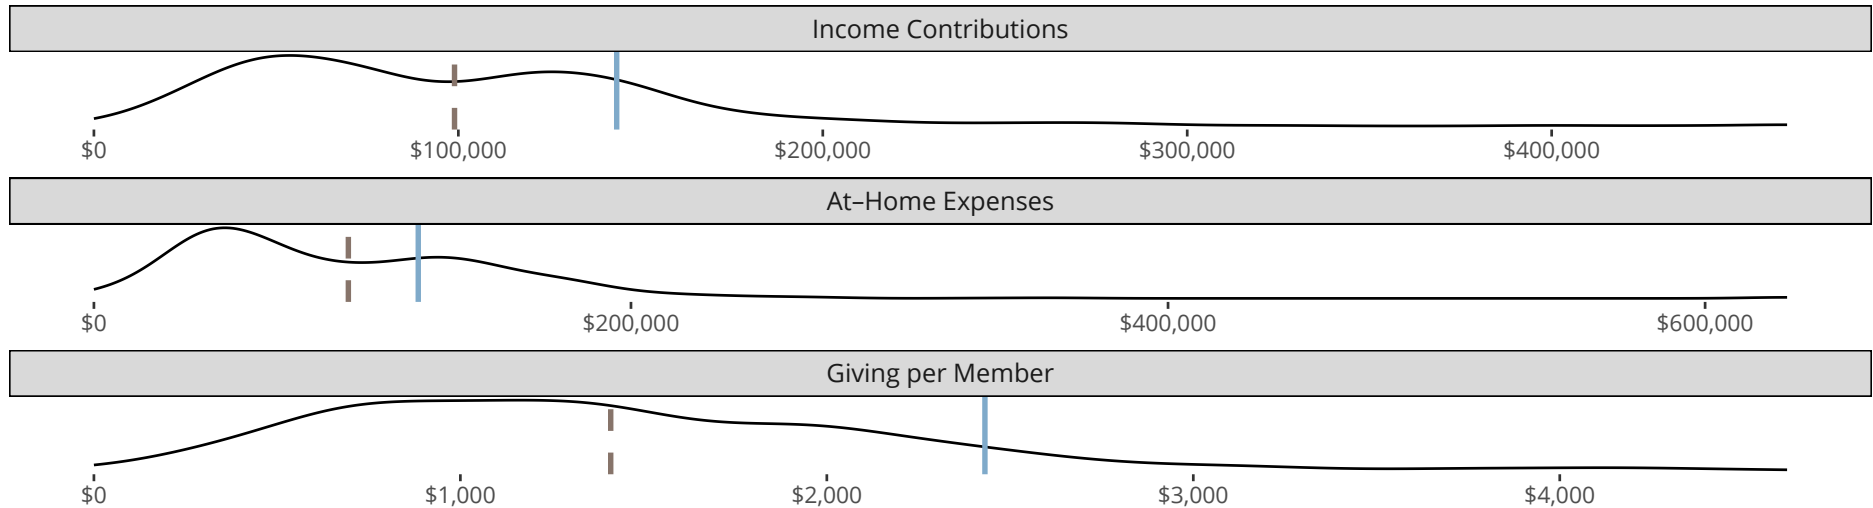 Income Contributions
$0 $100,000 $200,000 $300,000 $400,000
At–Home Expenses
$0 $200,000 $400,000 $600,000
Giving per Member
$0 $1,000 $2,000 $3,000 $4,000